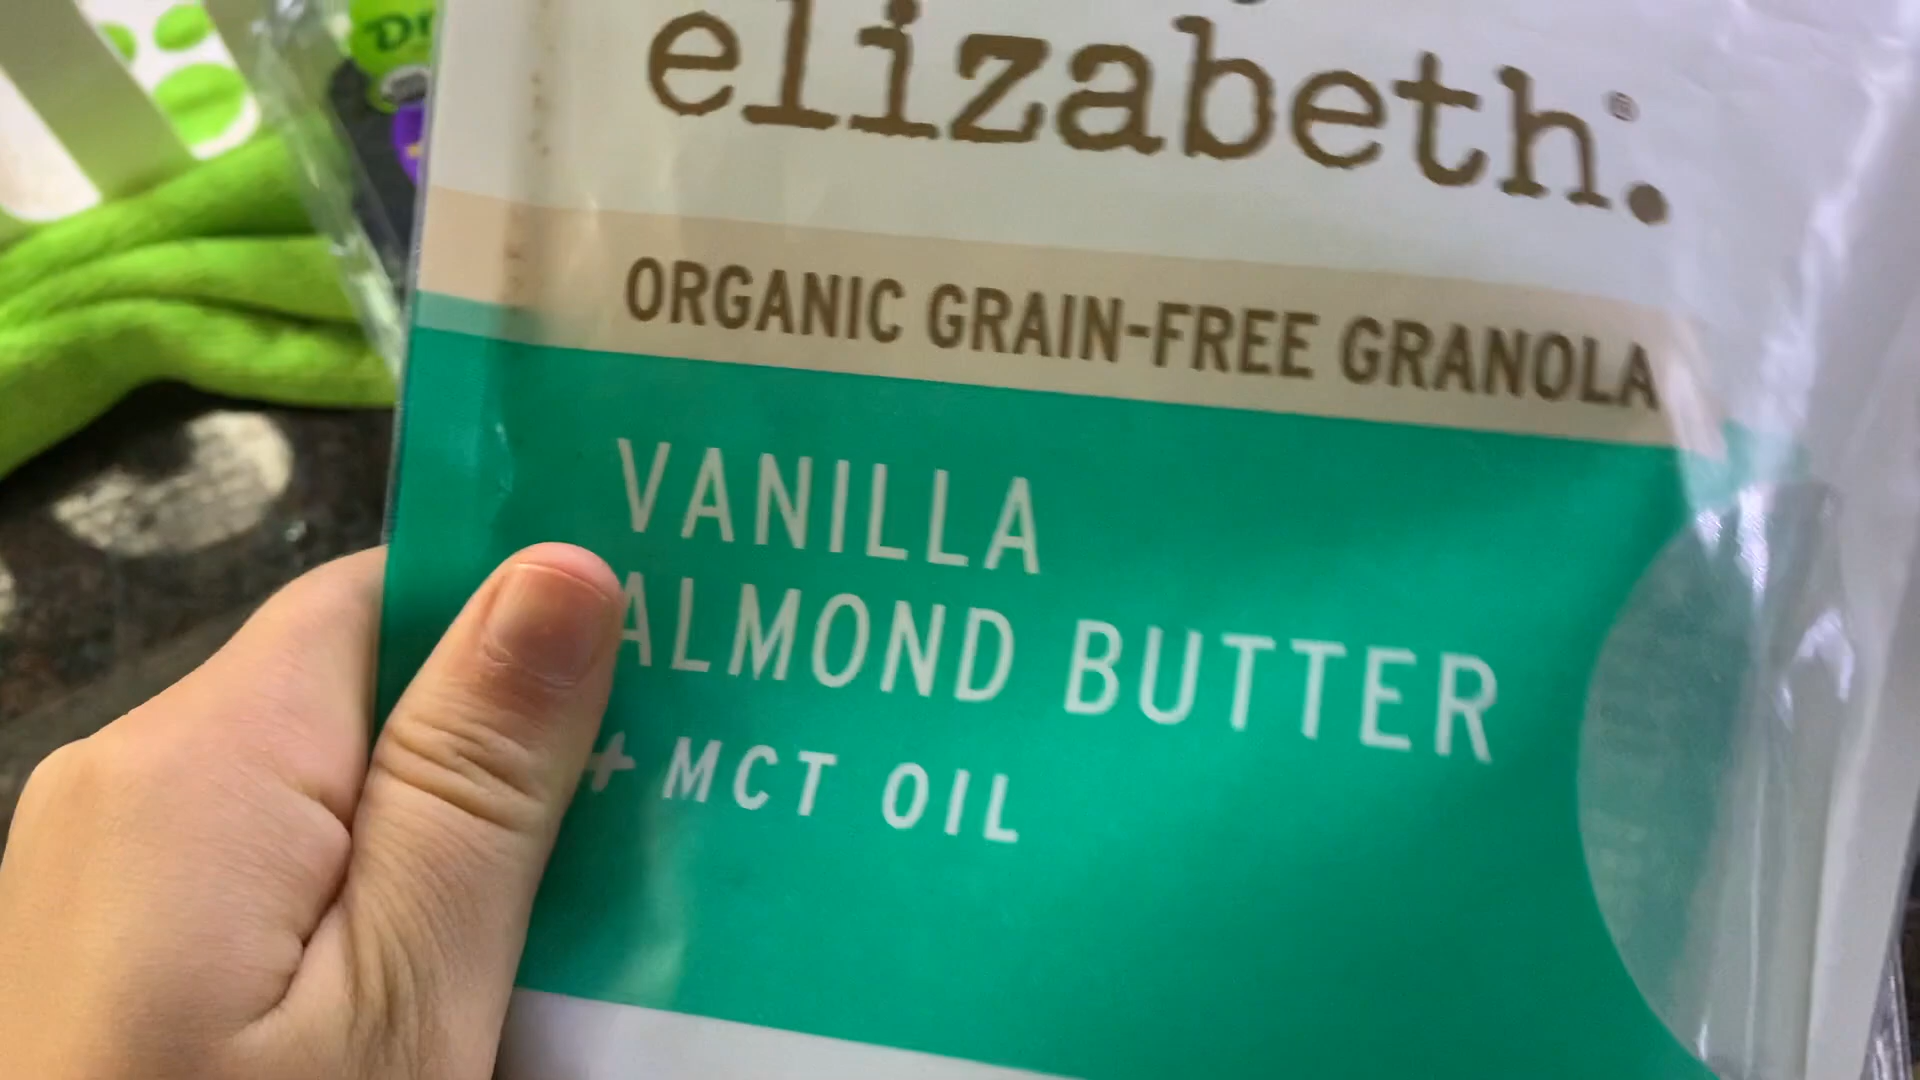 elizabeth.®
ORGANIC GRAIN-FREE GRANOLA
VANILLA
ALMOND BUTTER
+ MCT OIL